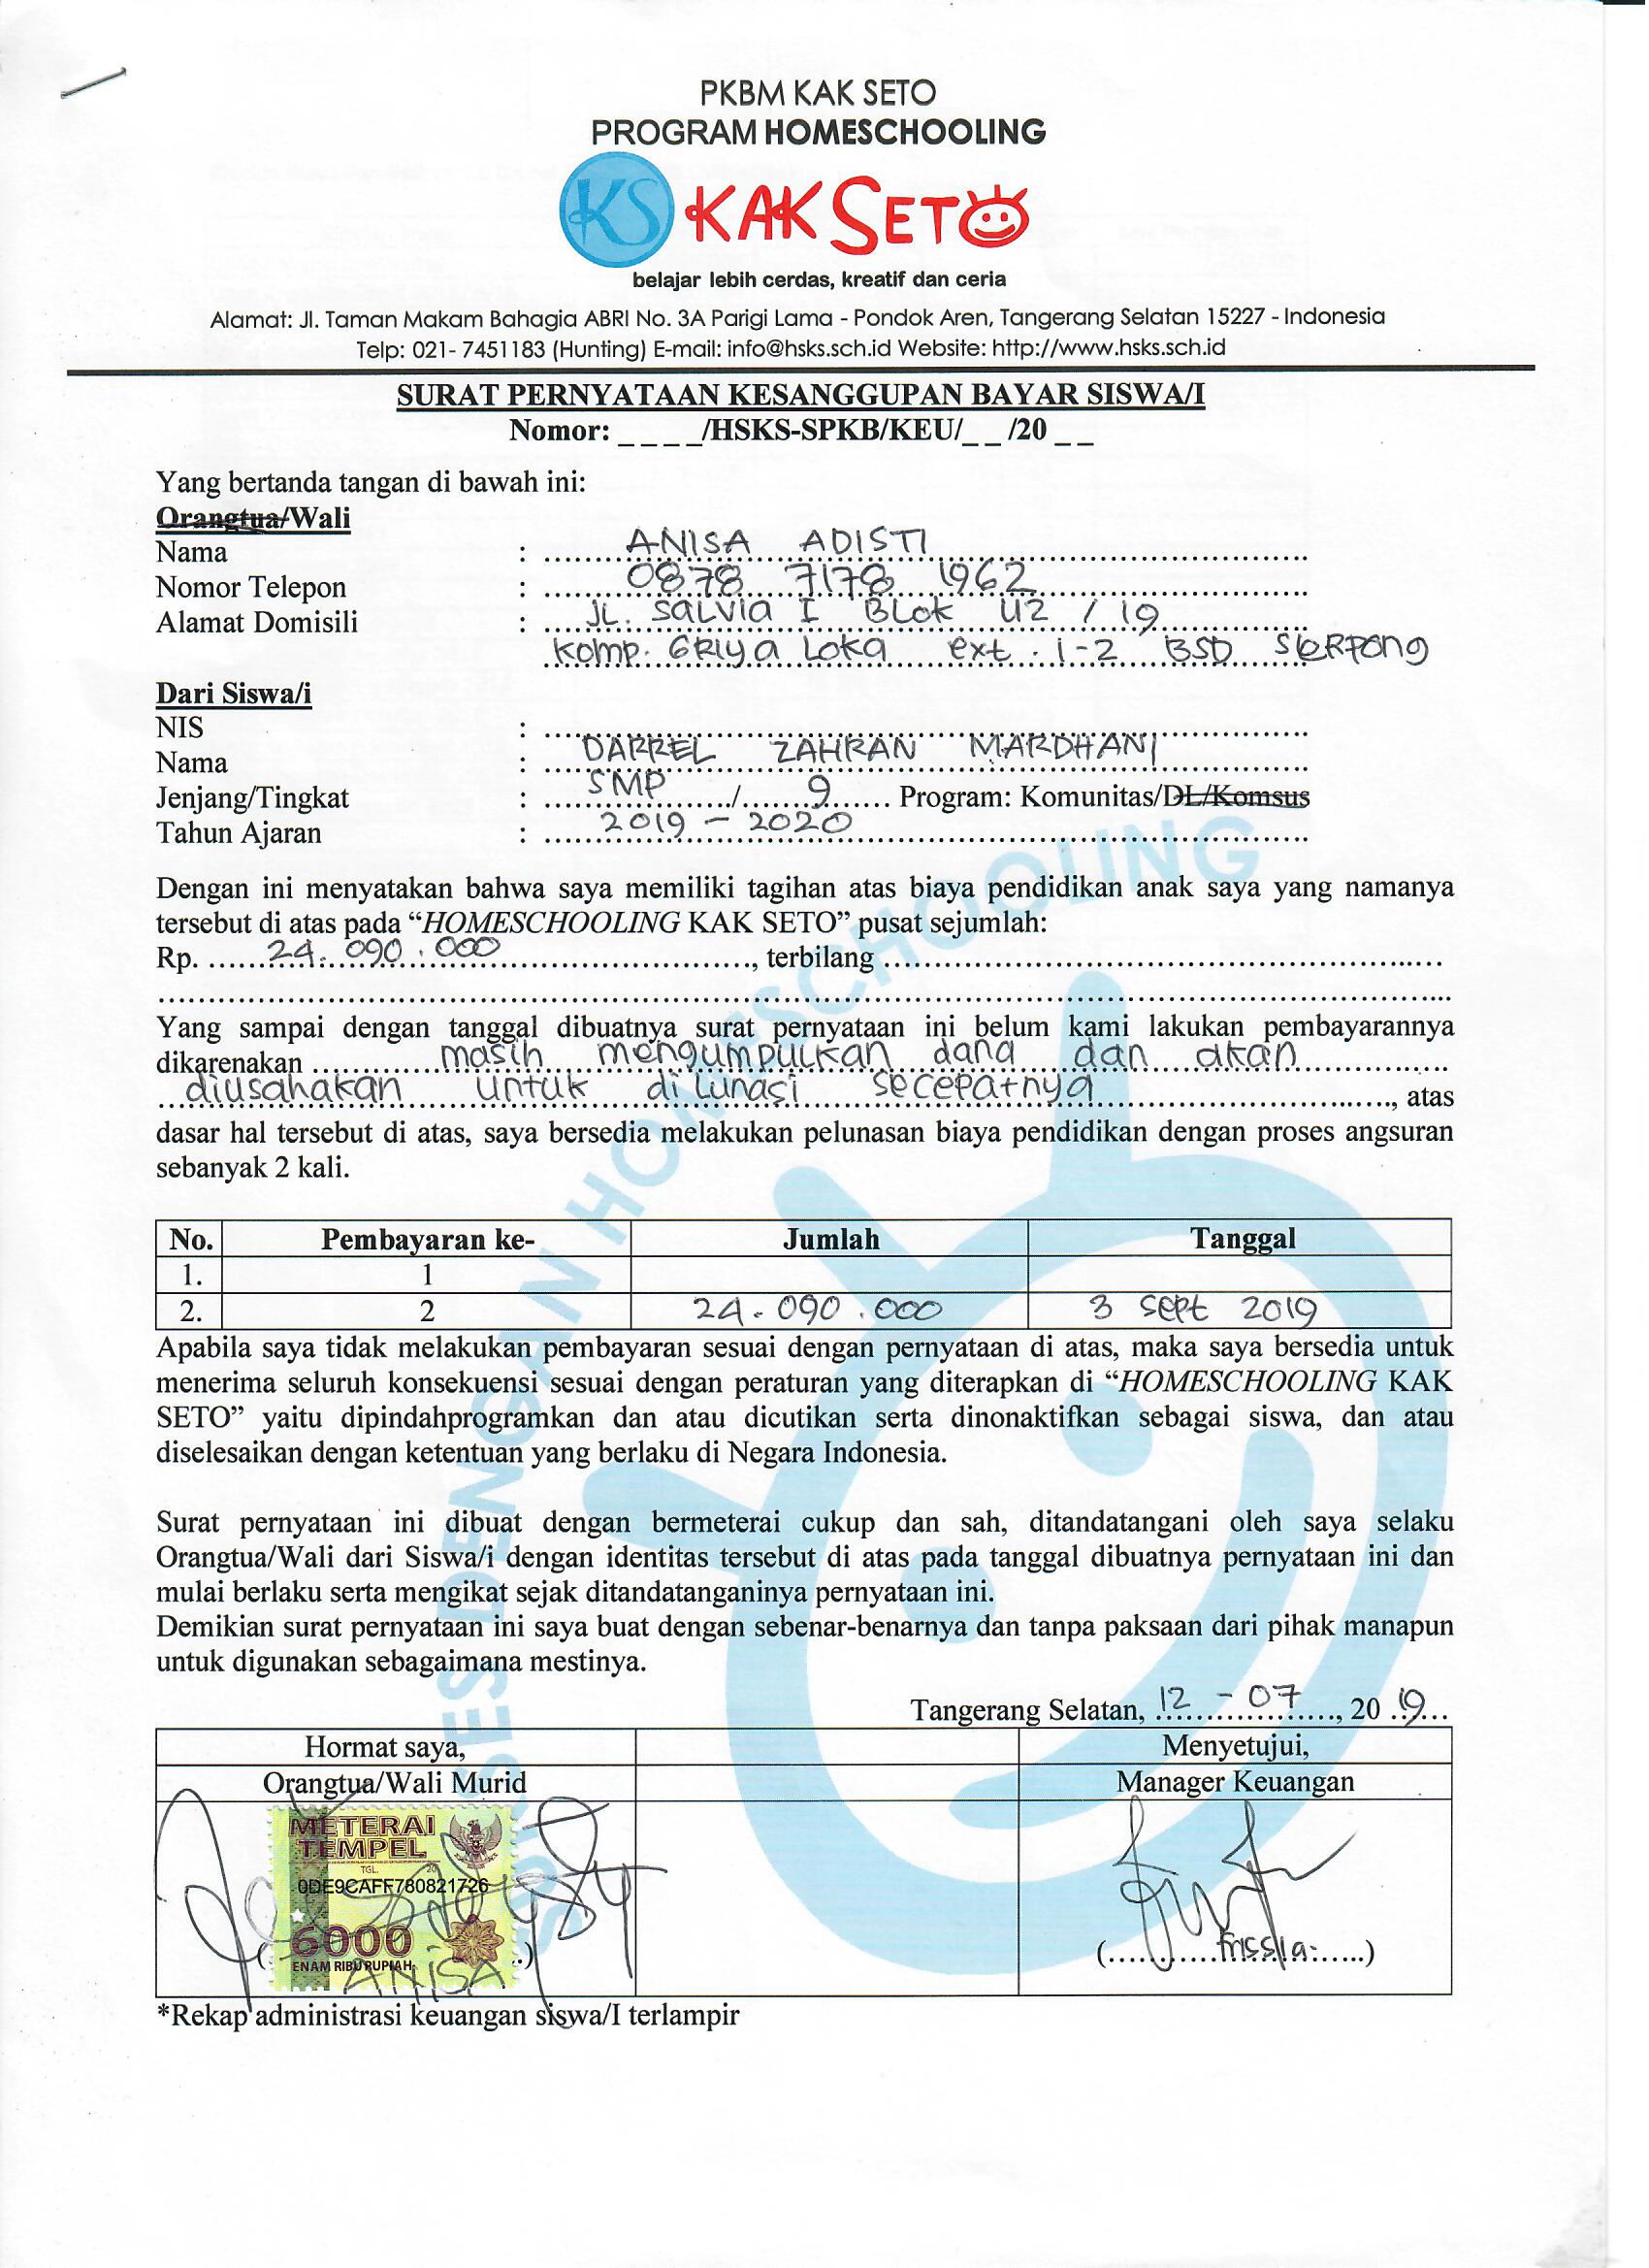 PKBM KAK SETO
PROGRAM HOMESCHOOLING
KS KAK SETO
belajar lebih cerdas, kreatif dan ceria
Alamat: Jl. Taman Makam Bahagia ABRI No. 3A Parigi Lama - Pondok Aren, Tangerang Selatan 15227 - Indonesia
Telp: 021- 7451183 (Hunting) E-mail: info@hsks.sch.id Website: http://www.hsks.sch.id
SURAT PERNYATAAN KESANGGUPAN BAYAR SISWA/I
Nomor: _ _ _ _/HSKS-SPKB/KEU/_ _ /20 _ _
Yang bertanda tangan di bawah ini:
Orangtua/Wali
Nama : ANISA ADISTI
Nomor Telepon : 0878 7178 1962
Alamat Domisili : JL. Salvia I Blok U2 / 19
Komp. Griya Loka ext. 1-2 BSD Serpong
Dari Siswa/i
NIS :
Nama : DARREL ZAHRAN MARDHANI
Jenjang/Tingkat : SMP / 9 Program: Komunitas/DL/Komsus
Tahun Ajaran : 2019 - 2020
Dengan ini menyatakan bahwa saya memiliki tagihan atas biaya pendidikan anak saya yang namanya
tersebut di atas pada “HOMESCHOOLING KAK SETO” pusat sejumlah:
Rp. 24.090.000, terbilang
Yang sampai dengan tanggal dibuatnya surat pernyataan ini belum kami lakukan pembayarannya
dikarenakan masih mengumpulkan dana dan akan
diusahakan untuk dilunasi secepatnya, atas
dasar hal tersebut di atas, saya bersedia melakukan pelunasan biaya pendidikan dengan proses angsuran
sebanyak 2 kali.
No. Pembayaran ke- Jumlah Tanggal
1. 1
2. 2 24.090.000 3 Sept 2019
Apabila saya tidak melakukan pembayaran sesuai dengan pernyataan di atas, maka saya bersedia untuk
menerima seluruh konsekuensi sesuai dengan peraturan yang diterapkan di “HOMESCHOOLING KAK
SETO” yaitu dipindahprogramkan dan atau dicutikan serta dinonaktifkan sebagai siswa, dan atau
diselesaikan dengan ketentuan yang berlaku di Negara Indonesia.
Surat pernyataan ini dibuat dengan bermeterai cukup dan sah, ditandatangani oleh saya selaku
Orangtua/Wali dari Siswa/i dengan identitas tersebut di atas pada tanggal dibuatnya pernyataan ini dan
mulai berlaku serta mengikat sejak ditandatanganinya pernyataan ini.
Demikian surat pernyataan ini saya buat dengan sebenar-benarnya dan tanpa paksaan dari pihak manapun
untuk digunakan sebagaimana mestinya.
Tangerang Selatan, 12 - 07, 20 19
Hormat saya, Menyetujui,
Orangtua/Wali Murid Manager Keuangan
METERAI
TEMPEL
TGL. 20
0DE9CAFF780821726
6000
ENAM RIBU RUPIAH
ANISA
(Frissila)
*Rekap administrasi keuangan siswa/I terlampir
SUKSES DENGAN HOMESCHOOLING